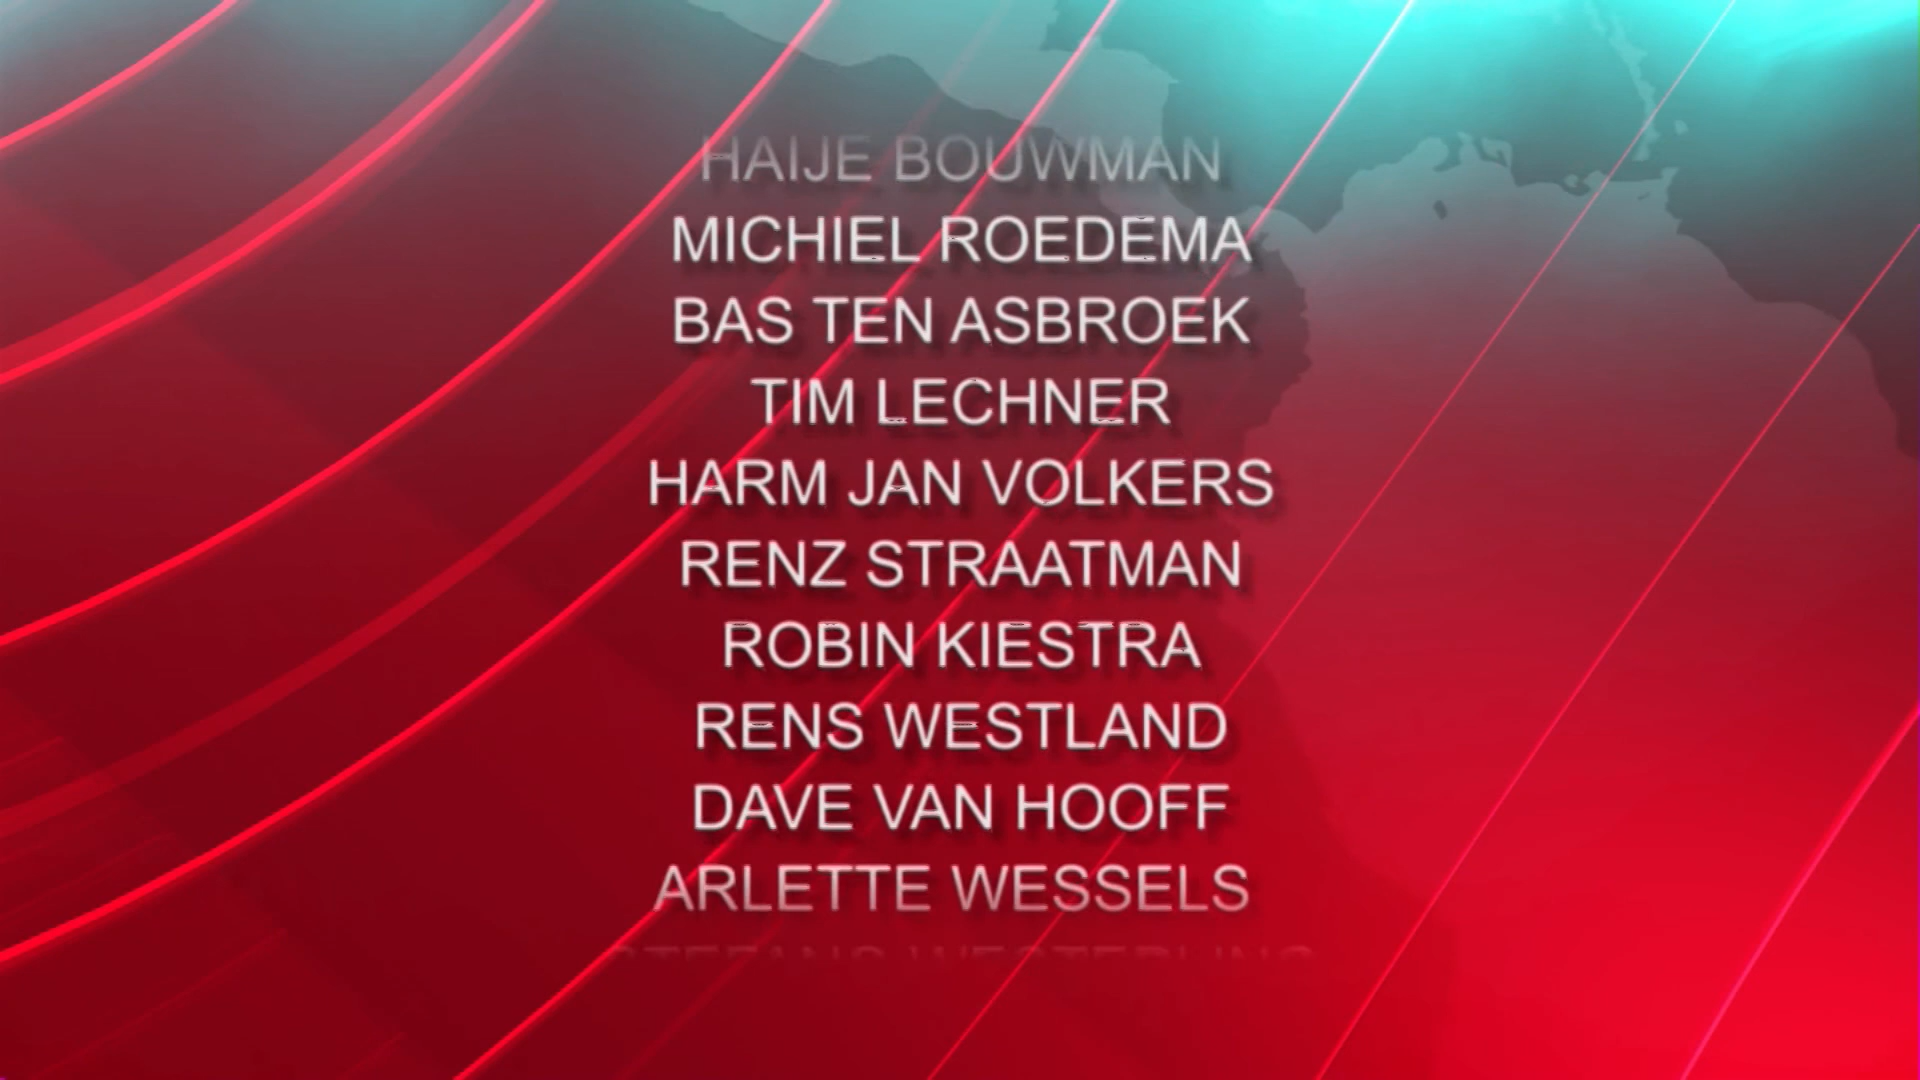 HAIJE BOUWMAN
MICHIEL ROEDEMA
BAS TEN ASBROEK
TIM LECHNER
HARM JAN VOLKERS
RENZ STRAATMAN
ROBIN KIESTRA
RENS WESTLAND
DAVE VAN HOOFF
ARLETTE WESSELS